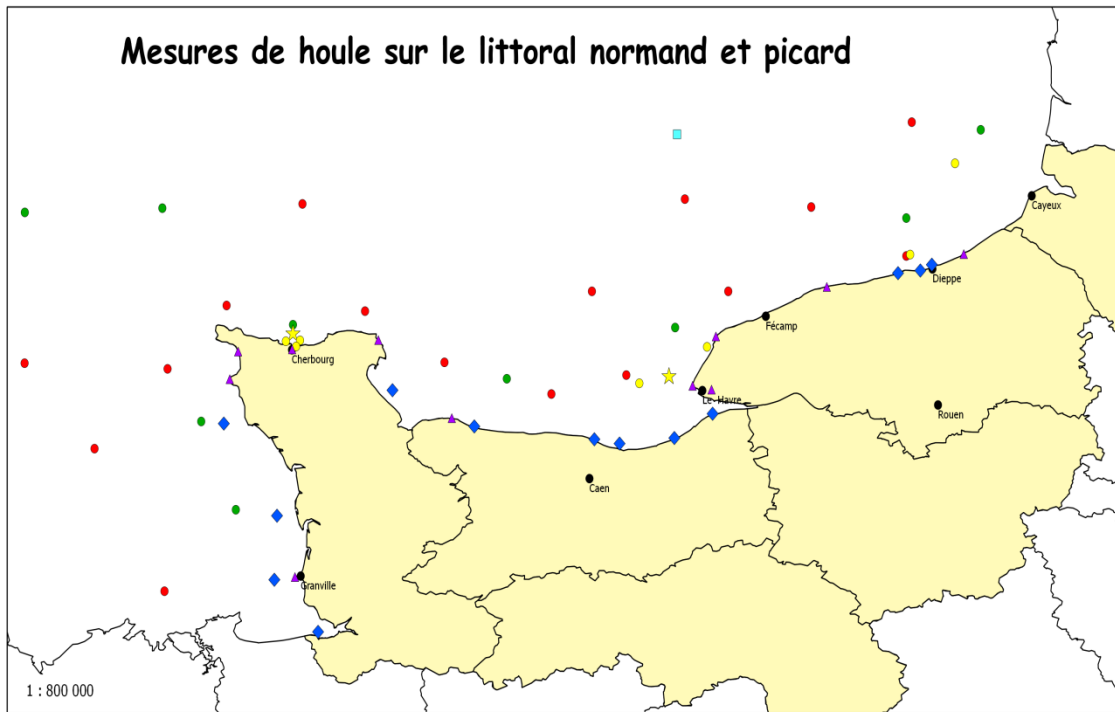 Mesures de houle sur le littoral normand et picard
Cayeux
Dieppe
Fécamp
Cherbourg
Le-Havre
Rouen
Caen
Granville
1 : 800 000